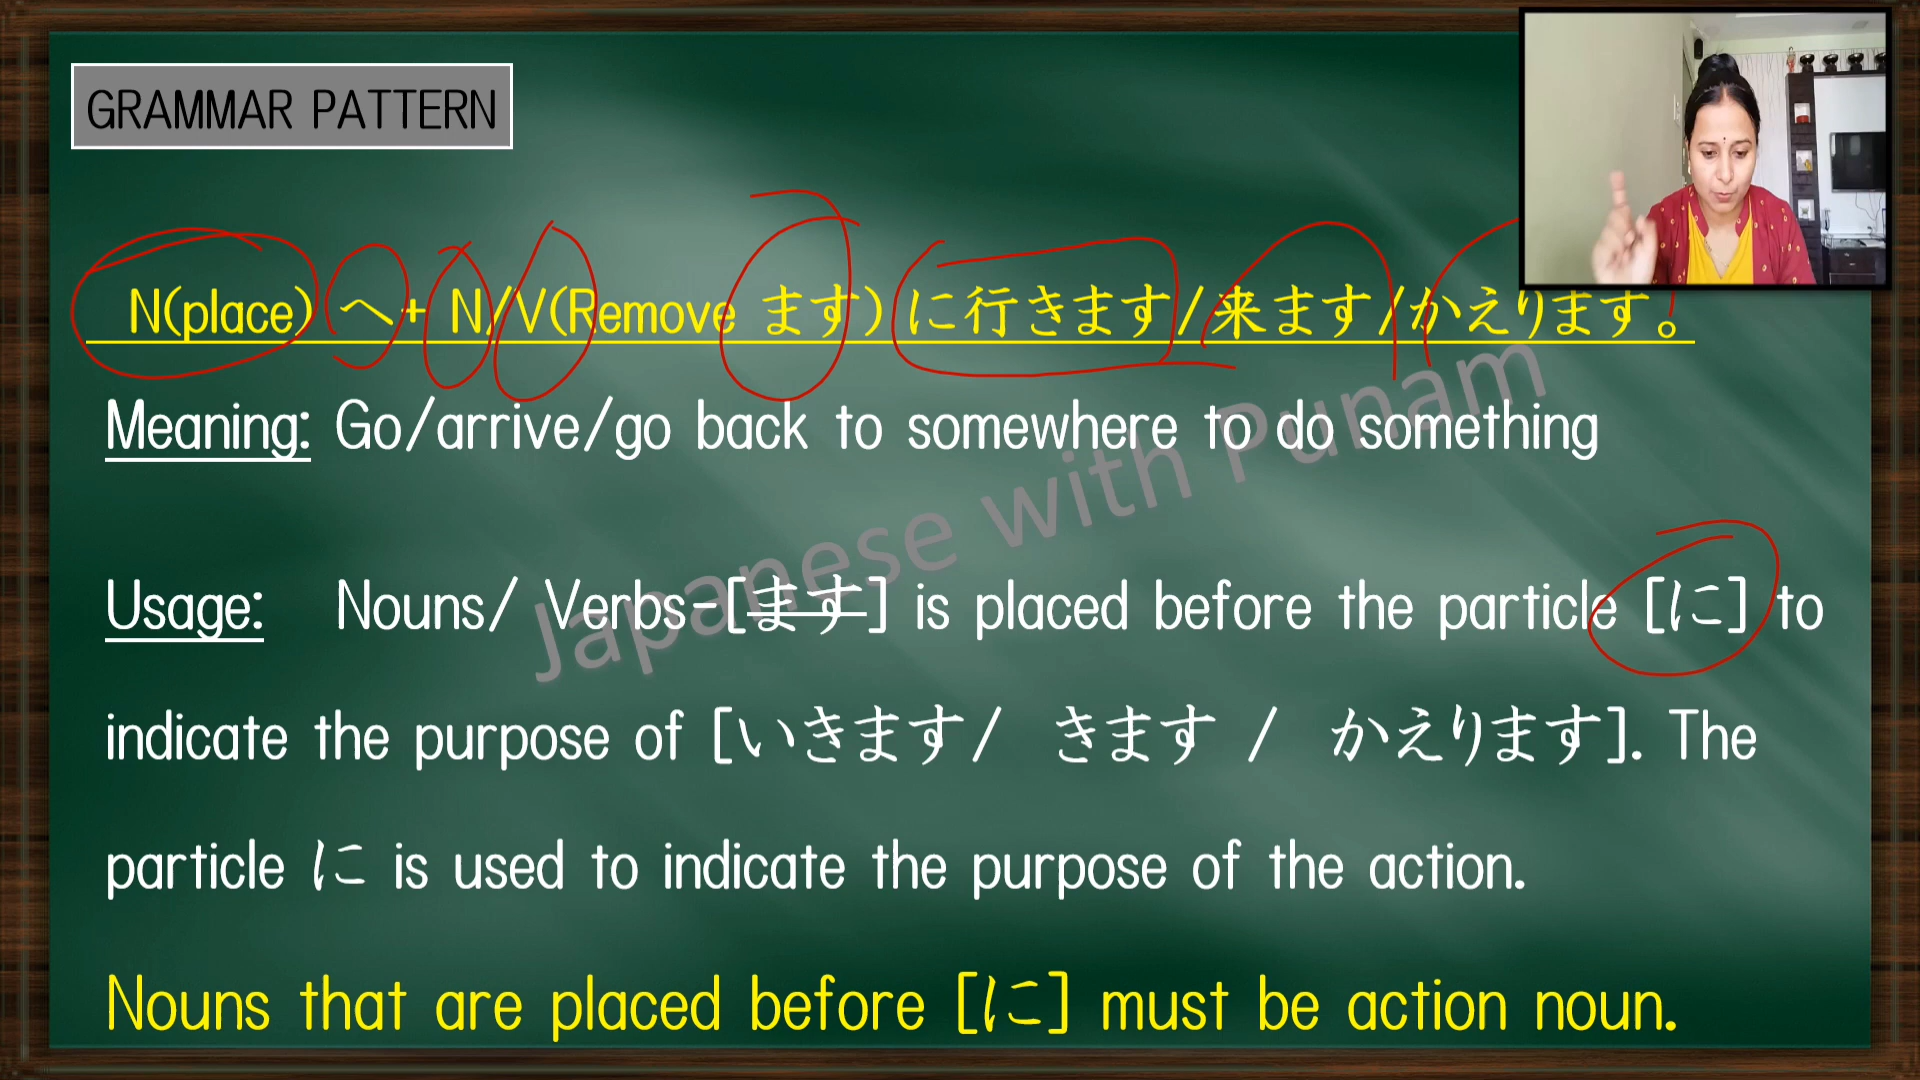 GRAMMAR PATTERN
N(place) へ+ N/V(Remove ます) に行きます/来ます/かえります。
Meaning: Go/arrive/go back to somewhere to do something
Usage: Nouns/ Verbs-[ます] is placed before the particle [に] to
indicate the purpose of [いきます/ きます / かえります]. The
particle に is used to indicate the purpose of the action.
Nouns that are placed before [に] must be action noun.
Japanese with Punam